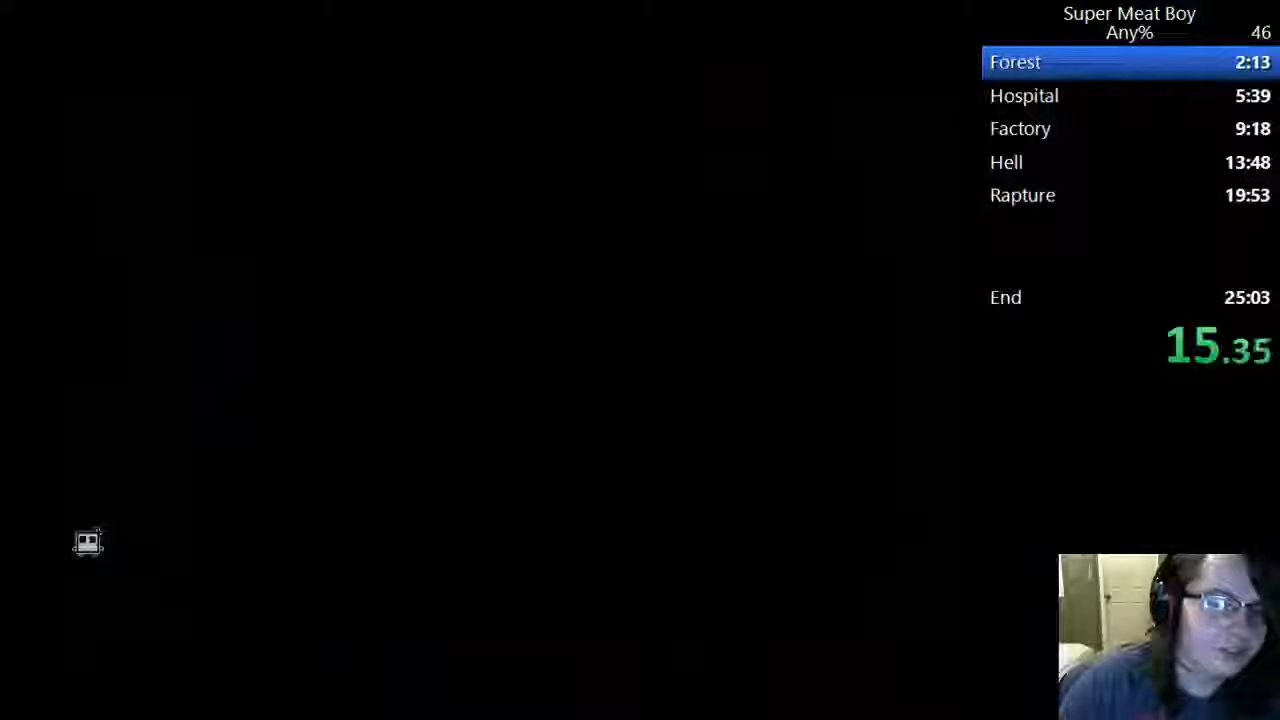 Super Meat Boy
Any% 46
Forest 2:13
Hospital 5:39
Factory 9:18
Hell 13:48
Rapture 19:53
End 25:03
15.35